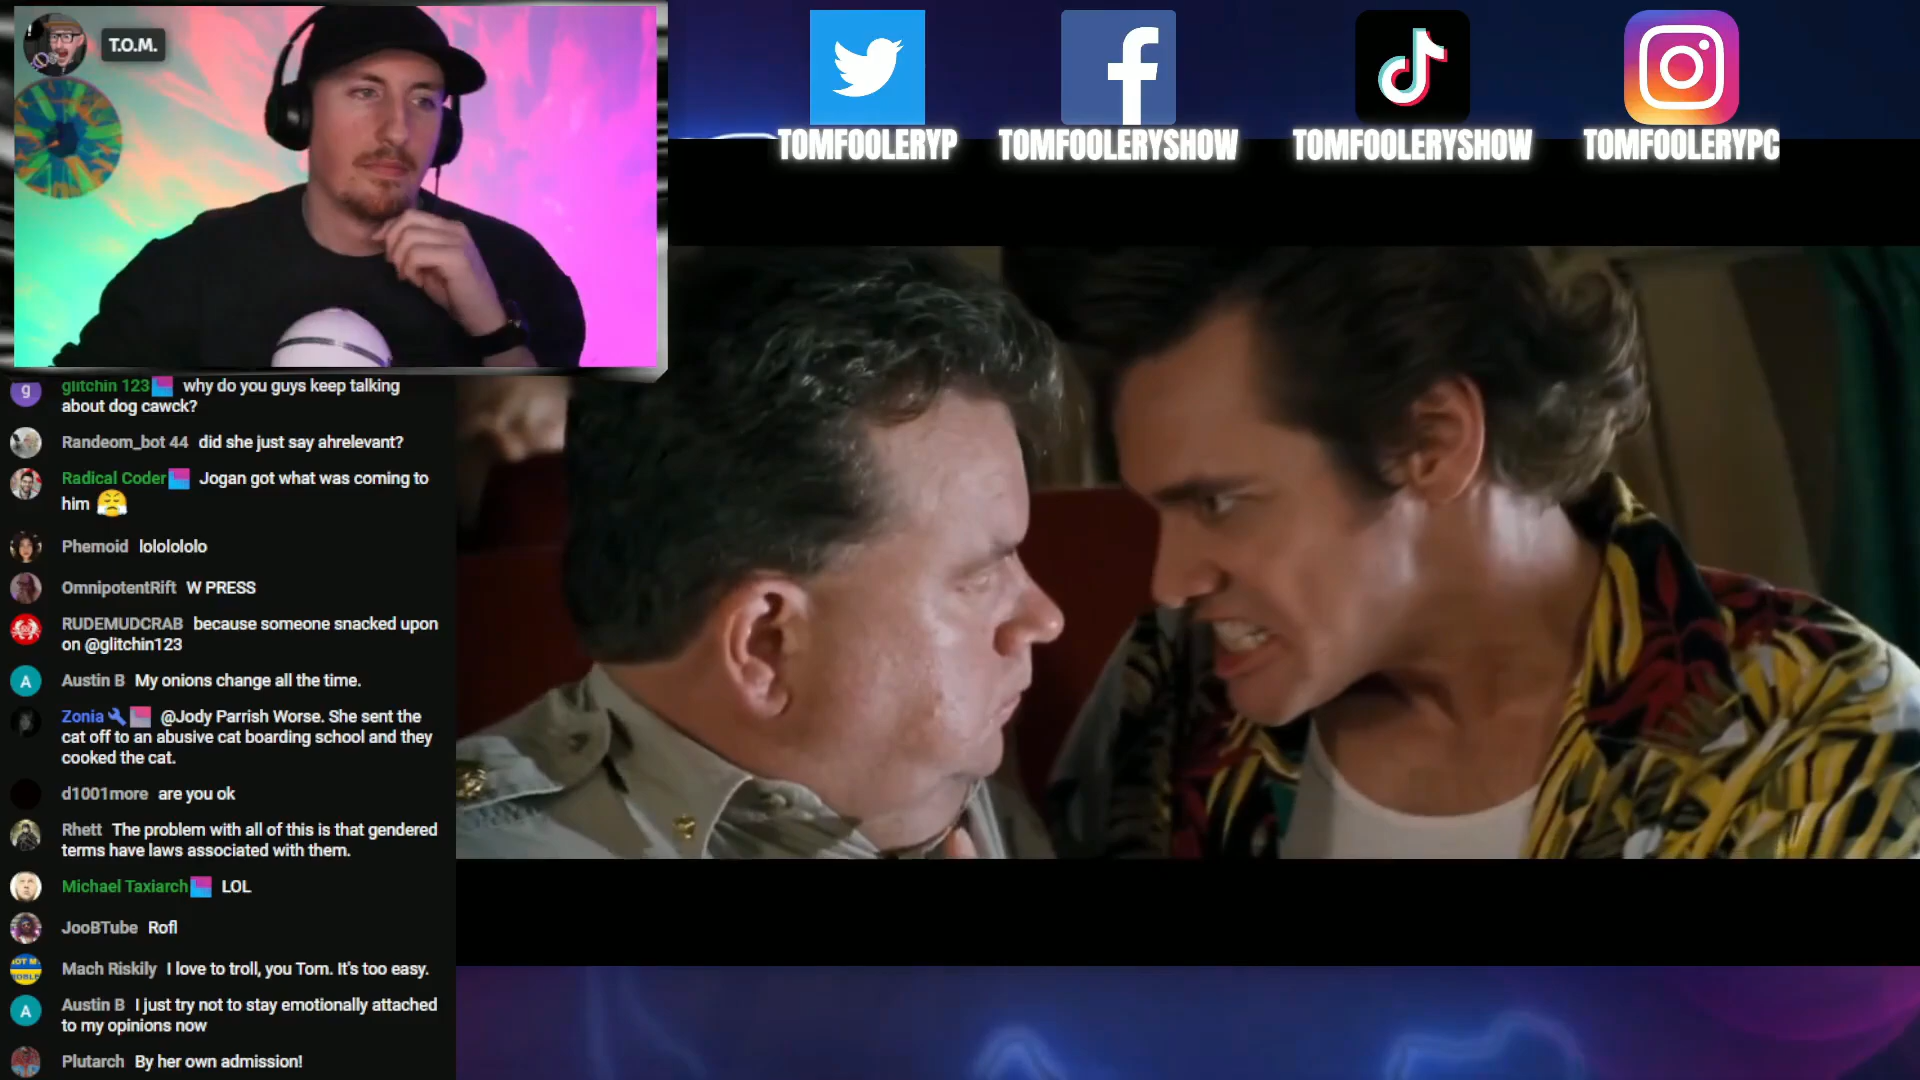 T.O.M.
TOMFOOLERYP
TOMFOOLERYSHOW
TOMFOOLERYSHOW
TOMFOOLERYPC
g glitchin 123 why do you guys keep talking
about dog cawck?
Randeom_bot 44 did she just say ahrelevant?
Radical Coder Jogan got what was coming to
him
Phemoid lolololo
OmnipotentRift W PRESS
RUDEMUDCRAB because someone snacked upon
on @glitchin123
A Austin B My onions change all the time.
Zonia @Jody Parrish Worse. She sent the
cat off to an abusive cat boarding school and they
cooked the cat.
d1001more are you ok
Rhett The problem with all of this is that gendered
terms have laws associated with them.
Michael Taxiarch LOL
JooBTube Rofl
Mach Riskily I love to troll, you Tom. It's too easy.
A Austin B I just try not to stay emotionally attached
to my opinions now
Plutarch By her own admission!